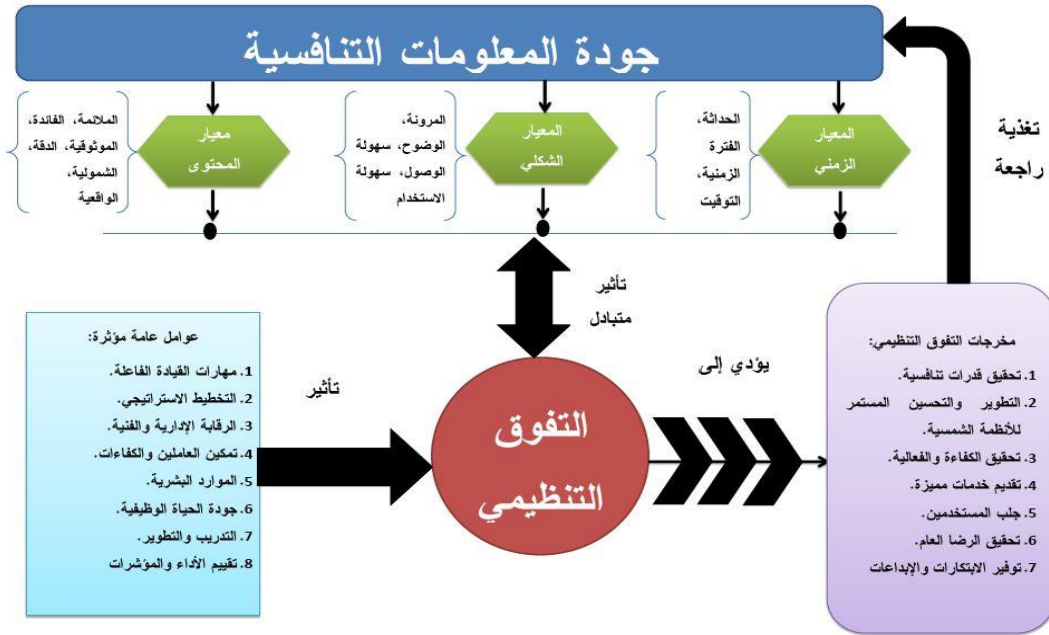 جودة المعلومات التنافسية
المعيار
الزمني
الحداثة،
الفترة
الزمنية،
التوقيت
المعيار
الشكلي
المرونة،
الوضوح، سهولة
الوصول، سهولة
الاستخدام
معيار
المحتوى
الملائمة، الفائدة،
الموثوقية، الدقة،
الشمولية،
الواقعية
تغذية
راجعة
تأثير
متبادل
عوامل عامة مؤثرة:
1. مهارات القيادة الفاعلة.
2. التخطيط الاستراتيجي.
3. الرقابة الإدارية والفنية.
4. تمكين العاملين والكفاءات.
5. الموارد البشرية.
6. جودة الحياة الوظيفية.
7. التدريب والتطوير.
8. تقييم الأداء والمؤشرات
تأثير
التفوق
التنظيمي
يؤدي إلى
مخرجات التفوق التنظيمي:
1. تحقيق قدرات تنافسية.
2. التطوير والتحسين المستمر
للأنظمة الشمسية.
3. تحقيق الكفاءة والفعالية.
4. تقديم خدمات مميزة.
5. جلب المستخدمين.
6. تحقيق الرضا العام.
7. توفير الابتكارات والإبداعات